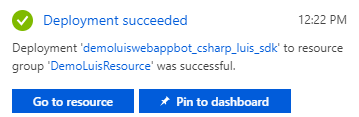 Deployment succeeded 12:22 PM
Deployment 'demoluiswebappbot_csharp_luis_sdk' to resource
group 'DemoLuisResource' was successful.
Go to resource Pin to dashboard